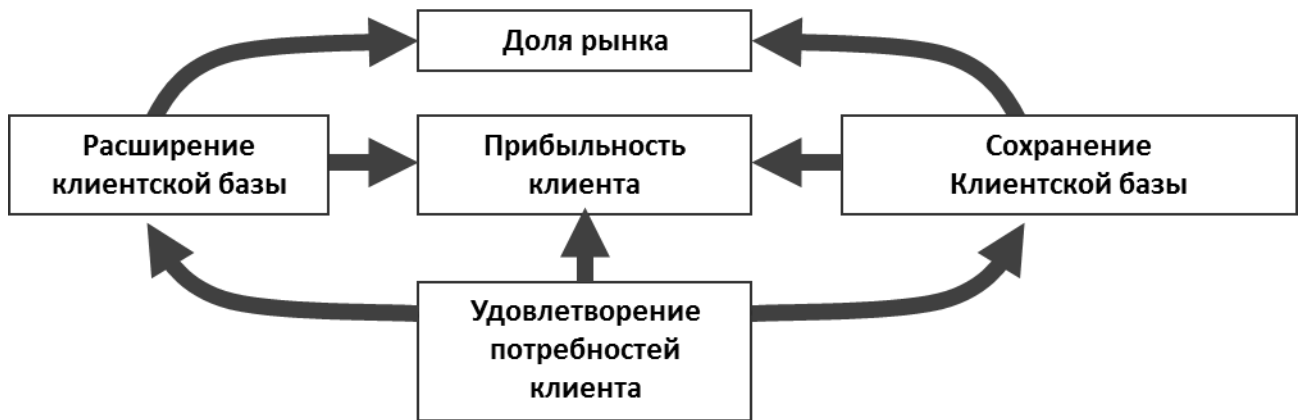 Доля рынка
Расширение
клиентской базы
Прибыльность
клиента
Сохранение
Клиентской базы
Удовлетворение
потребностей
клиента